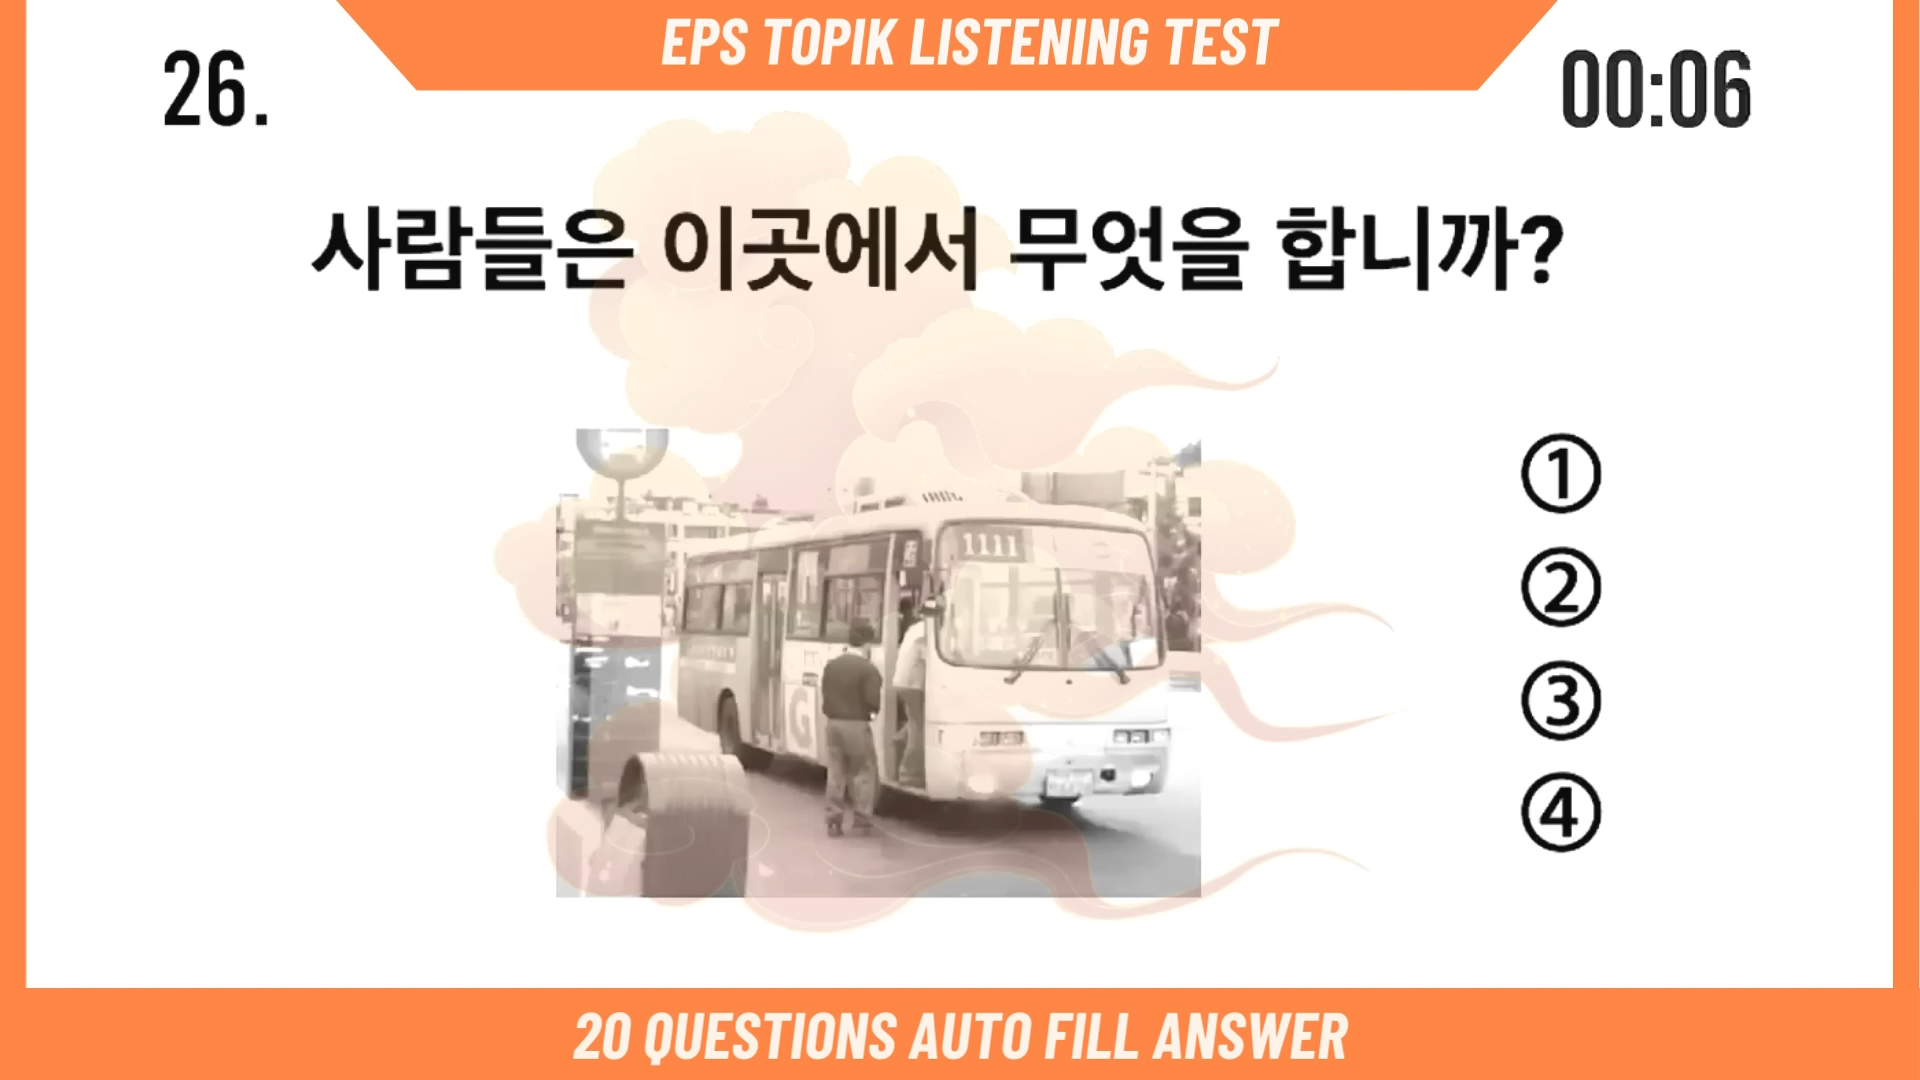 EPS TOPIK LISTENING TEST
26.
00:06
사람들은 이곳에서 무엇을 합니까?
1111
G
①
②
③
④
20 QUESTIONS AUTO FILL ANSWER